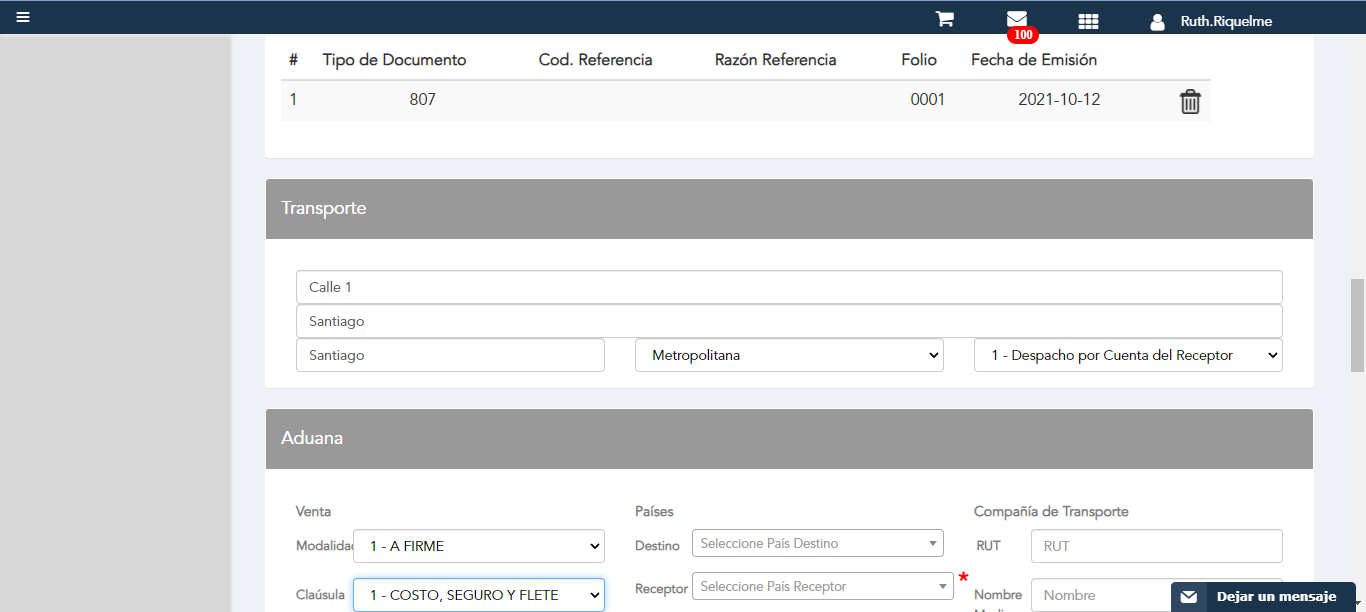 Ruth.Riquelme
100
# Tipo de Documento Cod. Referencia Razón Referencia Folio Fecha de Emisión
1 807 0001 2021-10-12
Transporte
Calle 1
Santiago
Santiago Metropolitana 1 - Despacho por Cuenta del Receptor
Aduana
Venta Países Compañía de Transporte
Modalidad 1 - A FIRME Destino Seleccione País Destino RUT RUT
Claúsula 1 - COSTO, SEGURO Y FLETE Receptor Seleccione País Receptor * Nombre Nombre
Dejar un mensaje